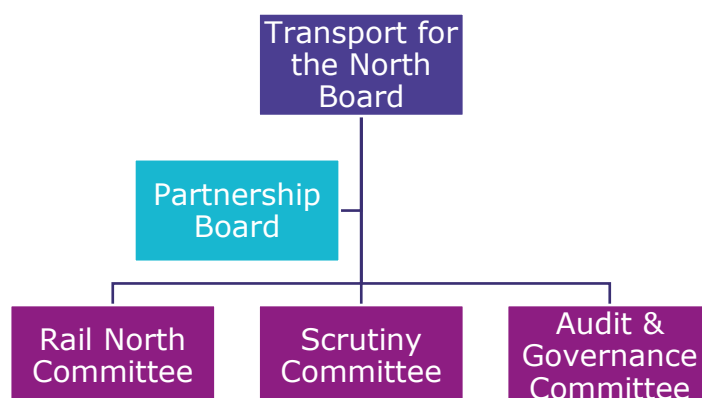 Transport for
the North
Board
Partnership
Board
Rail North
Committee
Scrutiny
Committee
Audit &
Governance
Committee